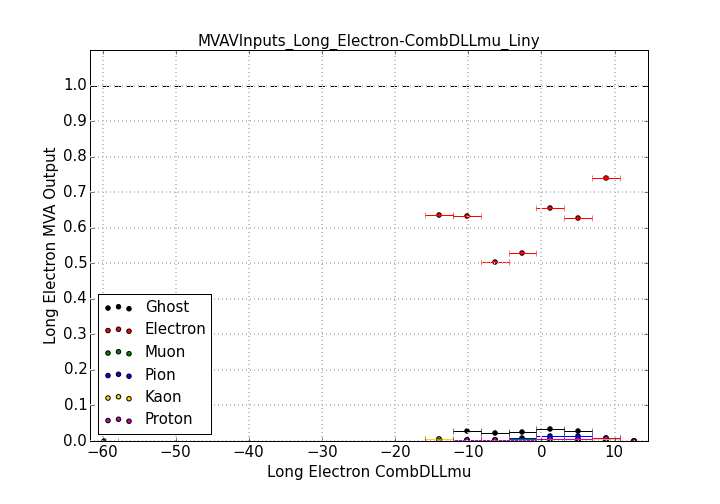 MVAVInputs_Long_Electron-CombDLLmu_Liny
Long Electron MVA Output
1.0
0.9
0.8
0.7
0.6
0.5
0.4
0.3
0.2
0.1
0.0
Ghost
Electron
Muon
Pion
Kaon
Proton
−60 −50 −40 −30 −20 −10 0 10
Long Electron CombDLLmu